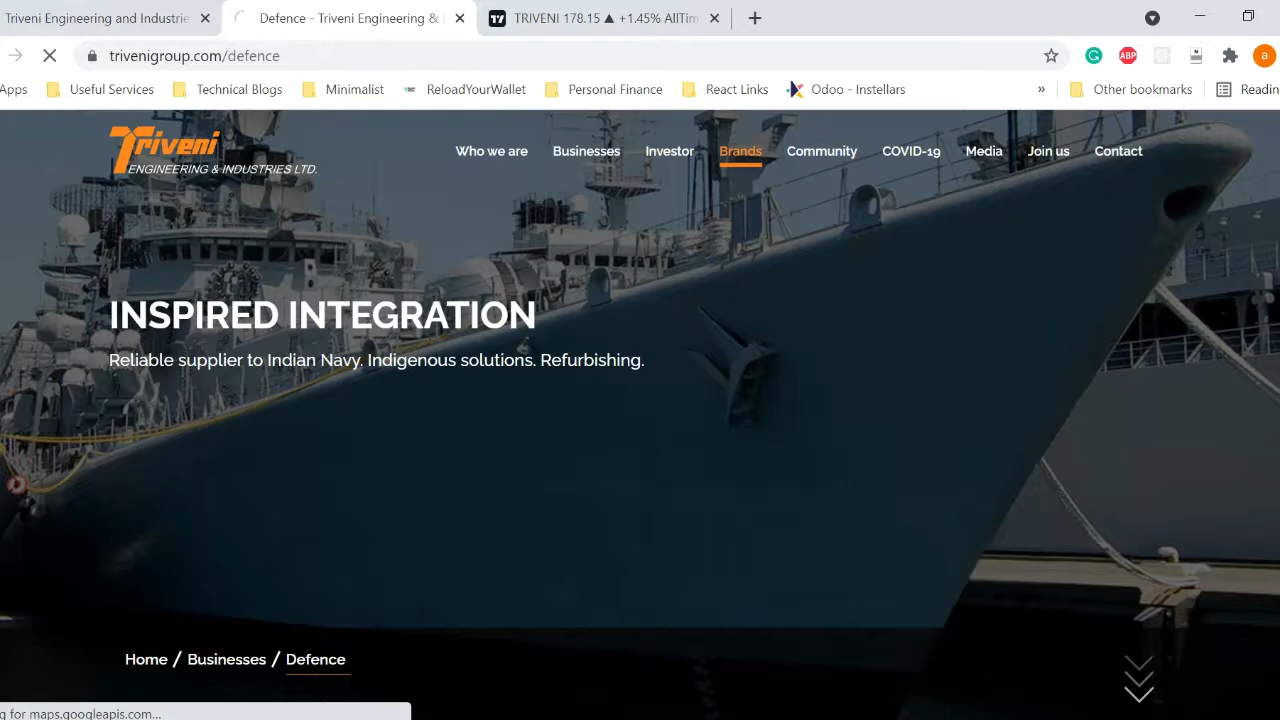 Triveni Engineering and Industrie
Defence - Triveni Engineering &
TRIVENI 178.15 ▲ +1.45% AllTim
trivenigroup.com/defence
ABP
a
Apps
Useful Services
Technical Blogs
Minimalist
ReloadYourWallet
Personal Finance
React Links
Odoo - Instellars
»
Other bookmarks
Readin
Triveni
ENGINEERING & INDUSTRIES LTD.
Who we are
Businesses
Investor
Brands
Community
COVID-19
Media
Join us
Contact
INSPIRED INTEGRATION
Reliable supplier to Indian Navy. Indigenous solutions. Refurbishing.
Home / Businesses / Defence
g for maps.googleapis.com...